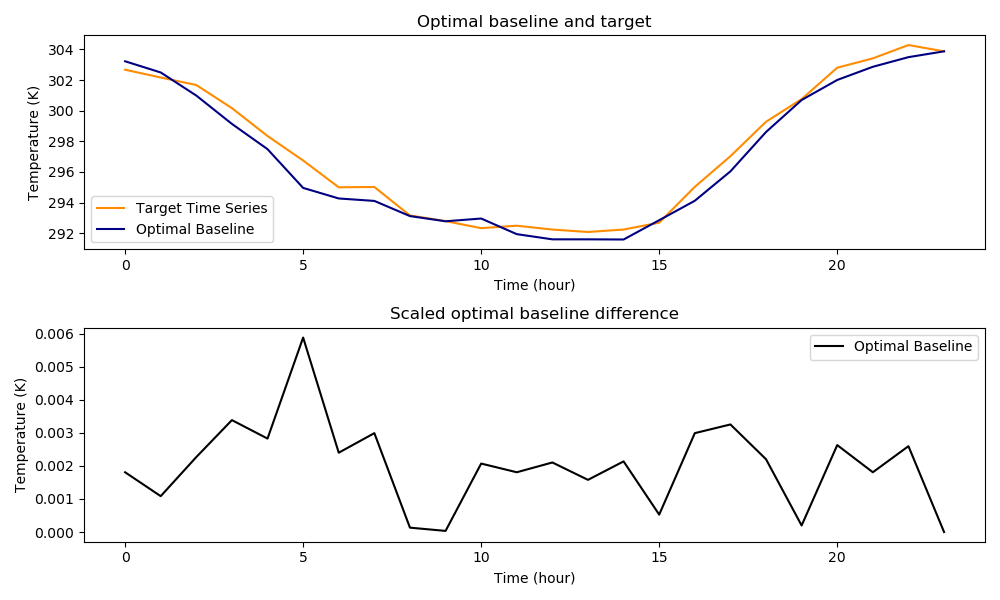 Optimal baseline and target
Temperature (K)
304
302
300
298
296
294
292
Target Time Series
Optimal Baseline
0 5 10 15 20
Time (hour)
Scaled optimal baseline difference
Temperature (K)
0.006
0.005
0.004
0.003
0.002
0.001
0.000
Optimal Baseline
0 5 10 15 20
Time (hour)